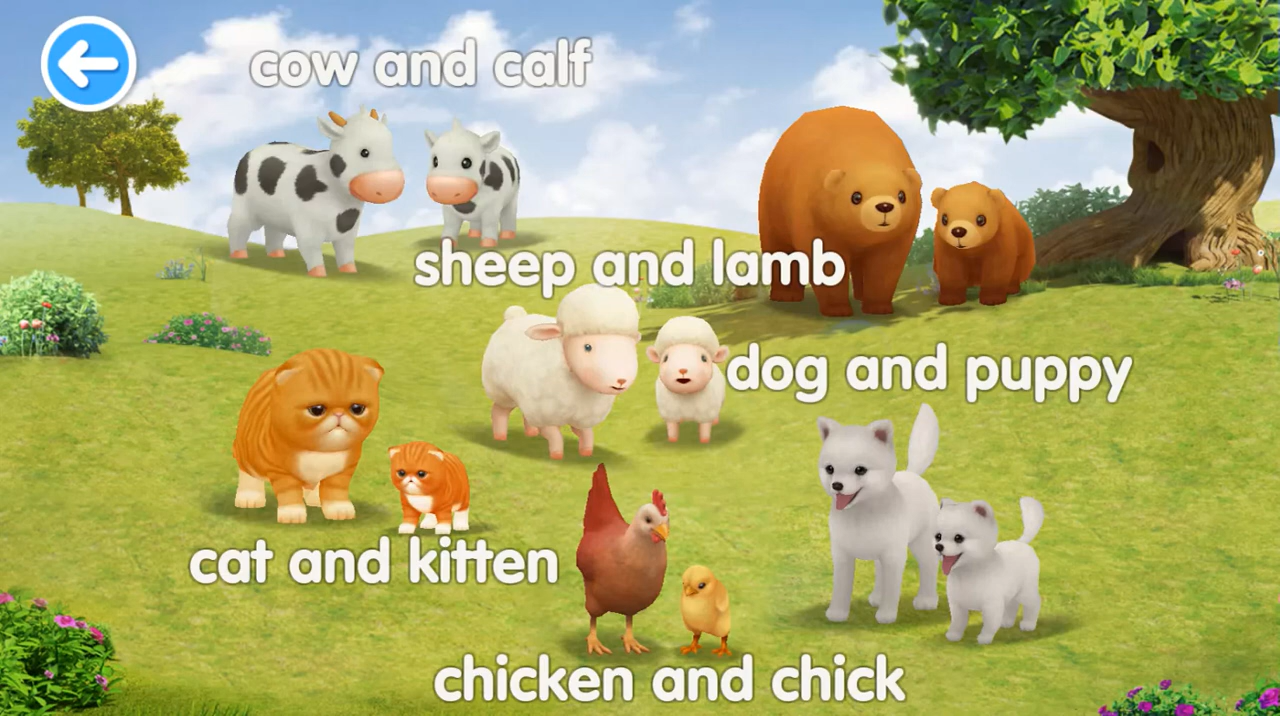 cow and calf
sheep and lamb
dog and puppy
cat and kitten
chicken and chick